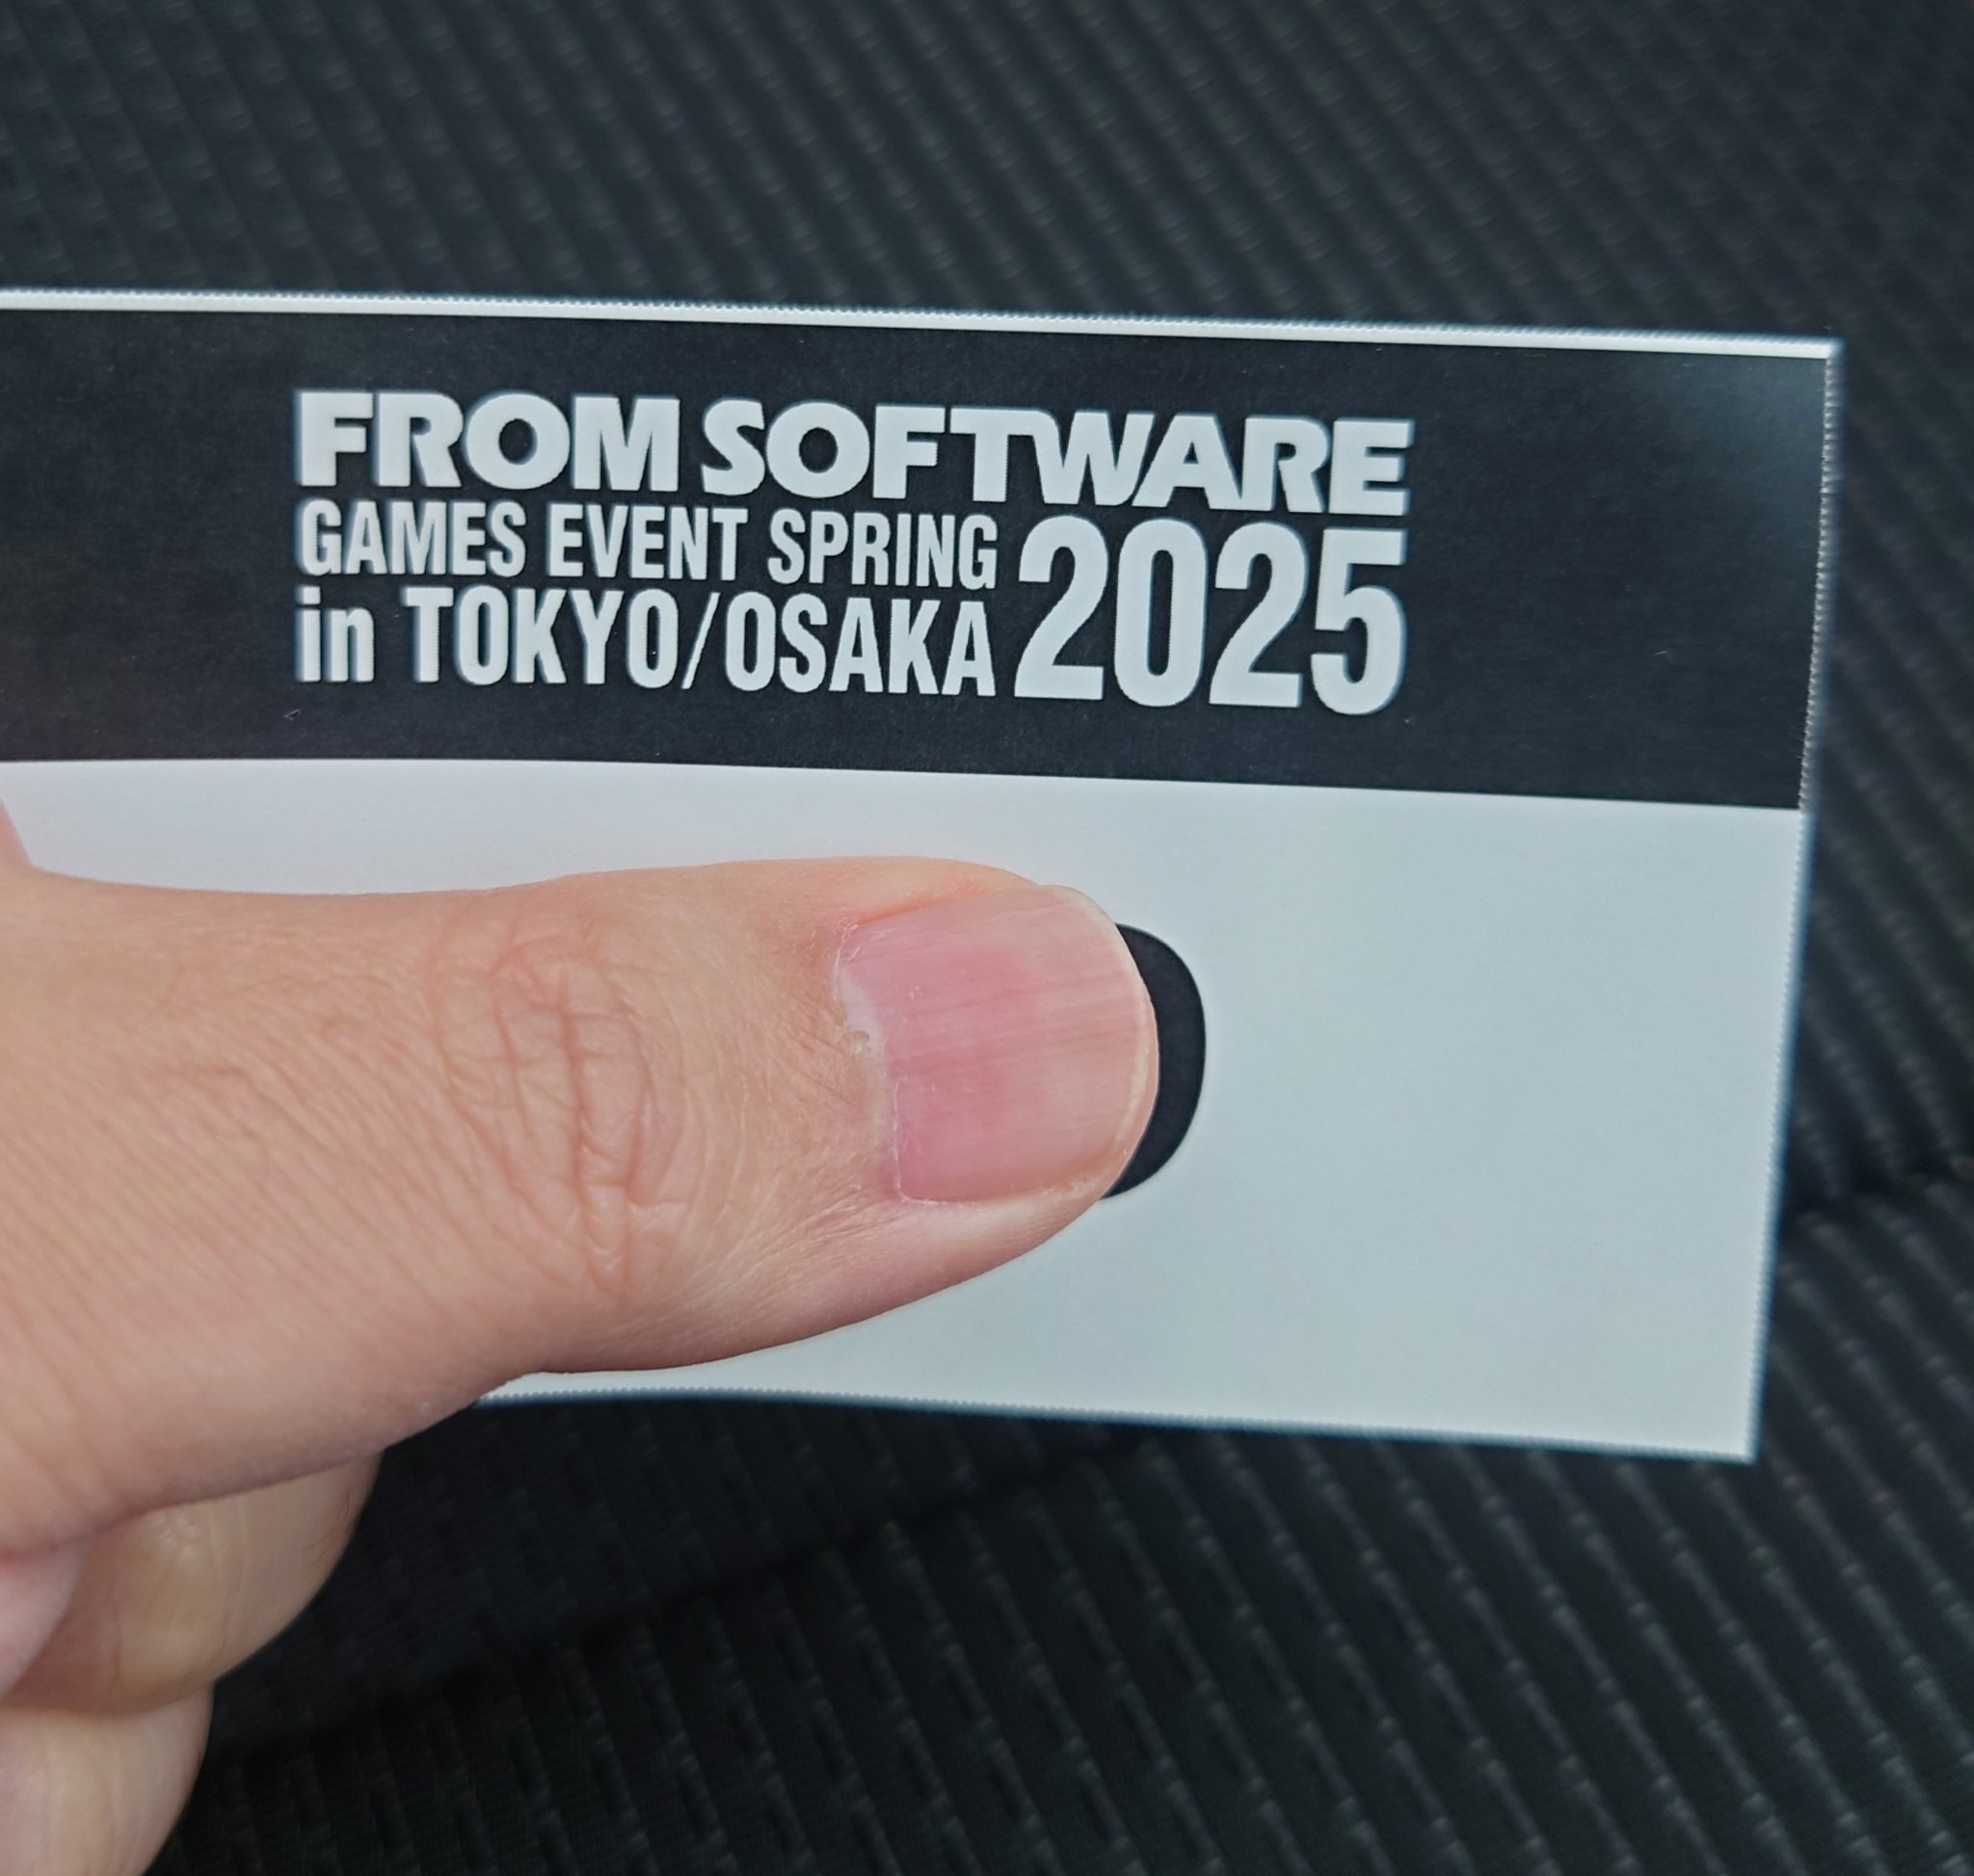 FROM SOFTWARE
GAMES EVENT SPRING
in TOKYO/OSAKA 2025